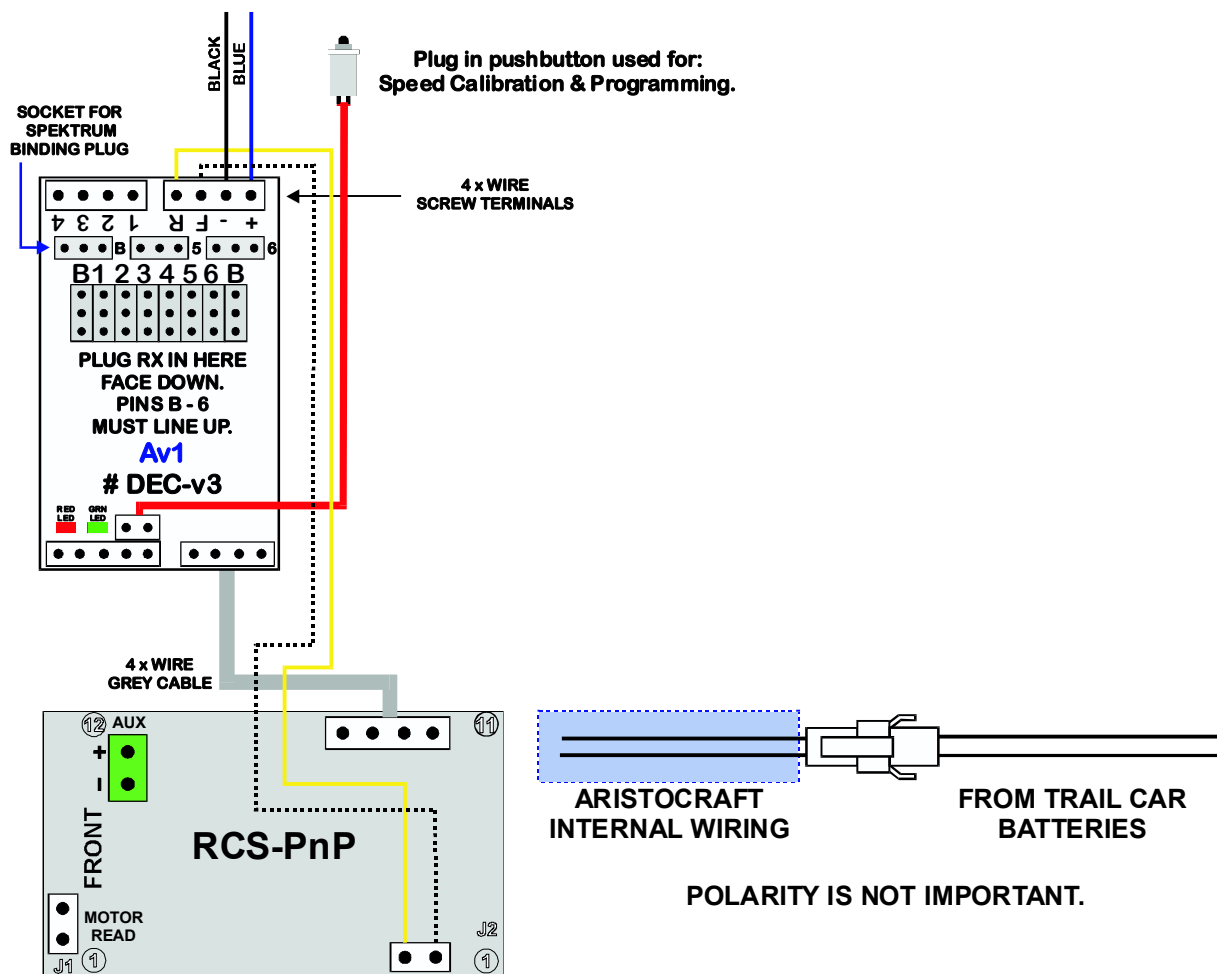 BLACK
BLUE
Plug in pushbutton used for:
Speed Calibration & Programming.
SOCKET FOR
SPEKTRUM
BINDING PLUG
4 x WIRE
SCREW TERMINALS
4 3 2 1 R F - +
B 5 6
B 1 2 3 4 5 6 B
PLUG RX IN HERE
FACE DOWN.
PINS B - 6
MUST LINE UP.
Av1
# DEC-v3
RED
LED
GRN
LED
4 x WIRE
GREY CABLE
12 AUX
11
+
-
FRONT
RCS-PnP
MOTOR
READ
J1 1
J2
1
ARISTOCRAFT
INTERNAL WIRING
FROM TRAIL CAR
BATTERIES
POLARITY IS NOT IMPORTANT.